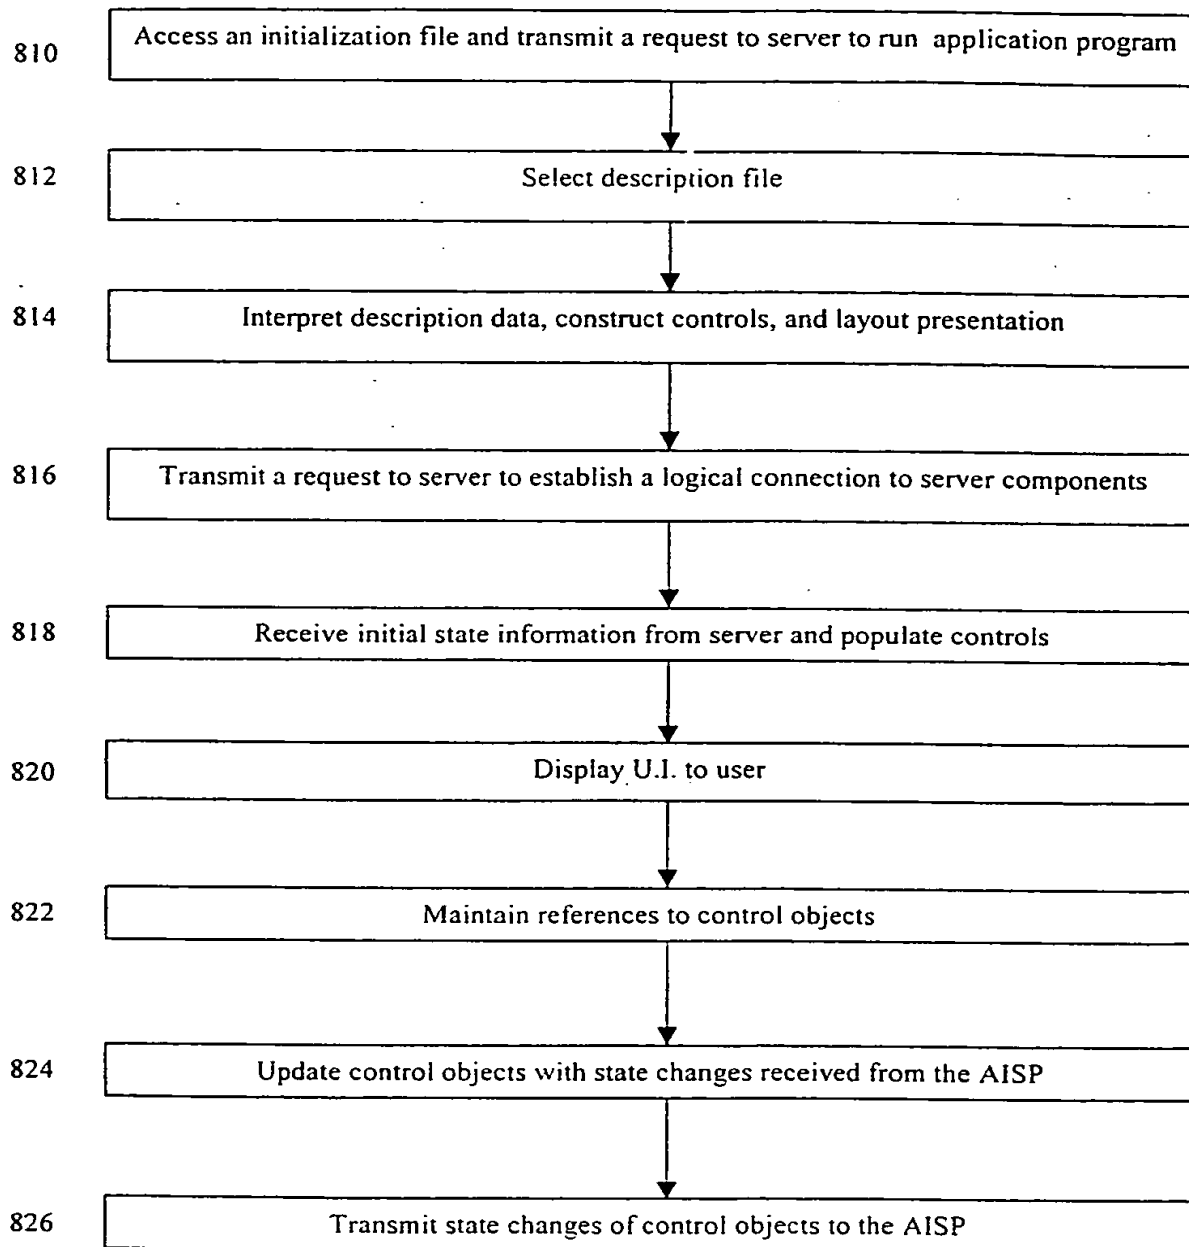 810 Access an initialization file and transmit a request to server to run application program
812 Select description file
814 Interpret description data, construct controls, and layout presentation
816 Transmit a request to server to establish a logical connection to server components
818 Receive initial state information from server and populate controls
820 Display U.I. to user
822 Maintain references to control objects
824 Update control objects with state changes received from the AISP
826 Transmit state changes of control objects to the AISP